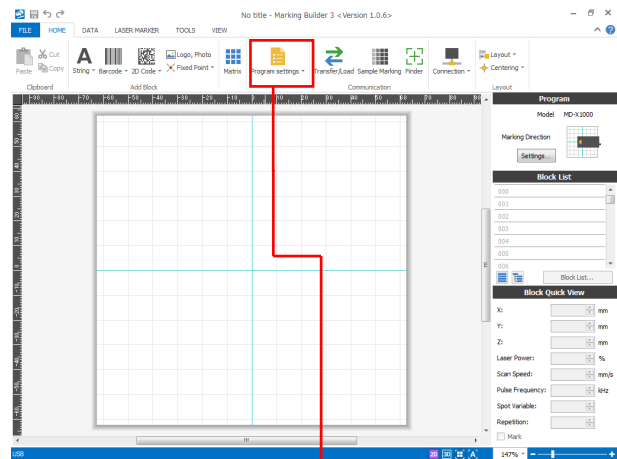 No title - Marking Builder 3 <Version 1.0.6>
FILE HOME DATA LASER MARKER TOOLS VIEW
Paste
Cut
Copy
String
Barcode
2D Code
Logo, Photo
Fixed Point
Matrix
Program settings
Transfer/Load
Sample Marking
Finder
Connection
Layout
Centering
Clipboard
Add Block
Communication
Layout
Program
Model MD-X1000
Marking Direction
Settings...
Block List
000
001
002
003
004
005
006
Block List...
Block Quick View
X: mm
Y: mm
Z: mm
Laser Power: %
Scan Speed: mm/s
Pulse Frequency: kHz
Spot Variable:
Repetition:
Mark
USB
2D 3D A
147%